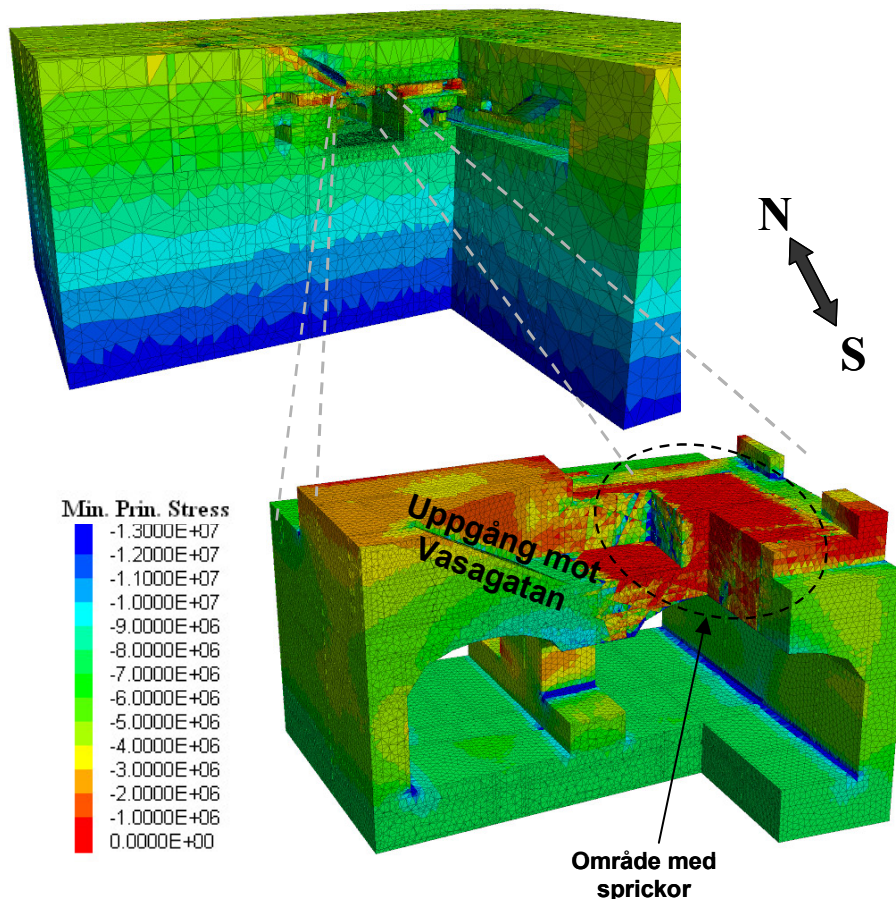 N
S
Min. Prin. Stress
-1.3000E+07
-1.2000E+07
-1.1000E+07
-1.0000E+07
-9.0000E+06
-8.0000E+06
-7.0000E+06
-6.0000E+06
-5.0000E+06
-4.0000E+06
-3.0000E+06
-2.0000E+06
-1.0000E+06
0.0000E+00
Uppgång mot
Vasagatan
Område med
sprickor